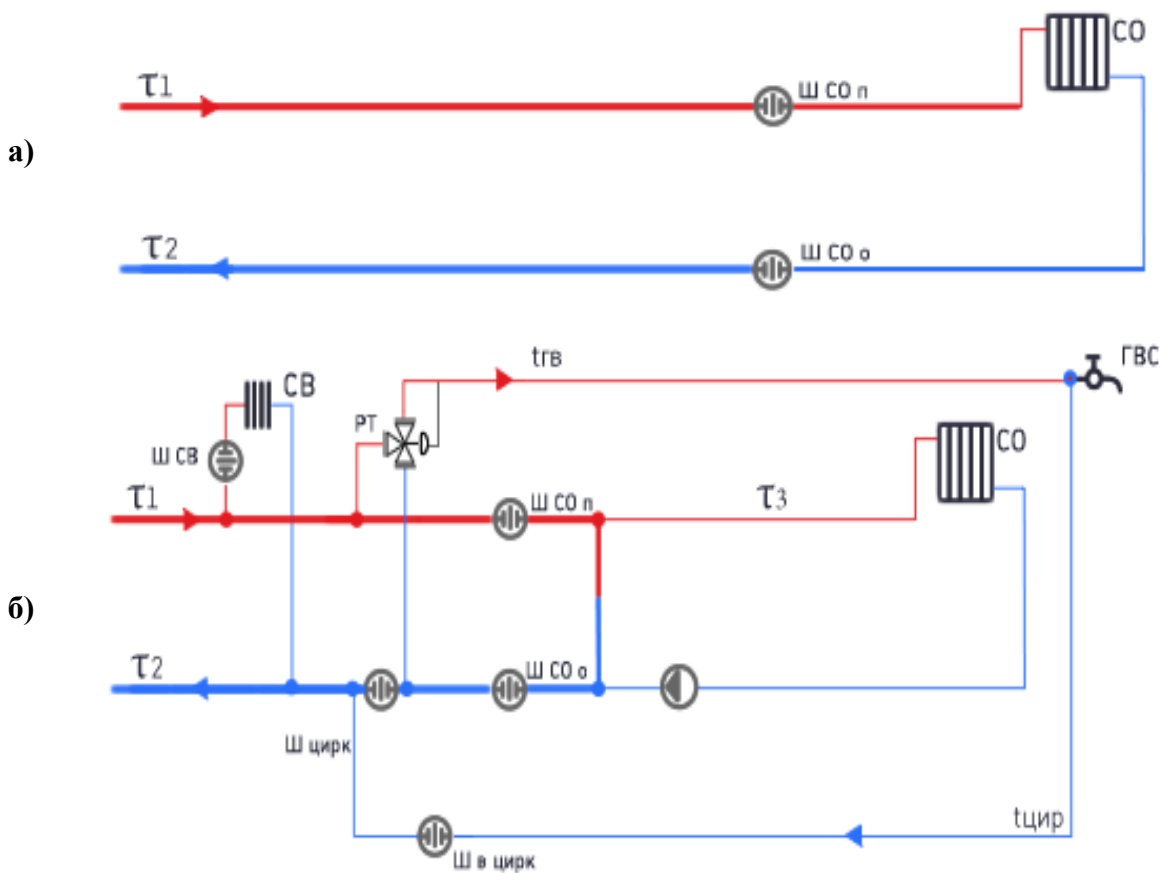 СО
τ1
Ш СО п
а)
τ2
Ш СО о
tгв
ГВС
СВ
РТ
СО
Ш СВ
τ1
Ш СО п
τ3
б)
τ2
Ш СО о
Ш цирк
tцир
Ш в цирк